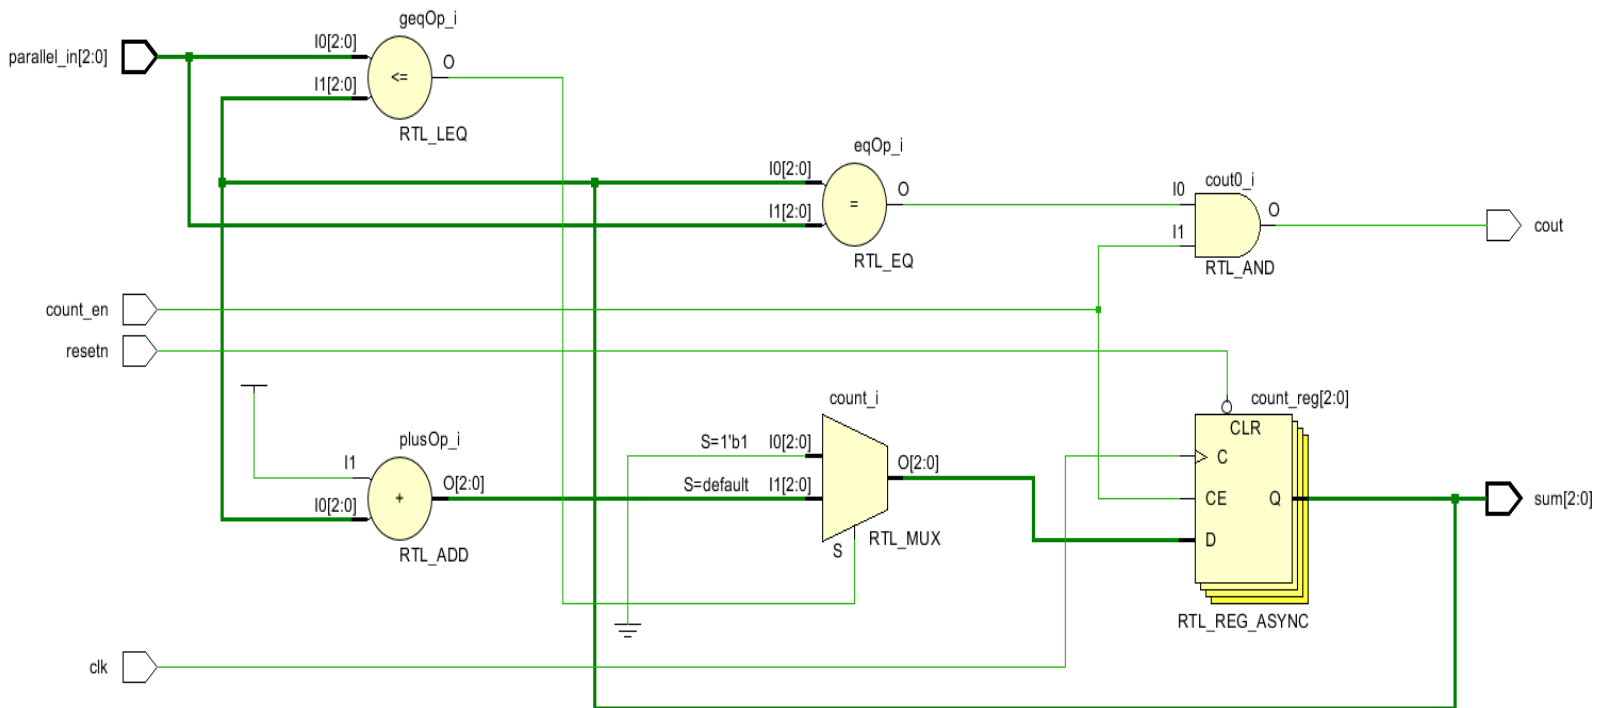 geqOp_i
parallel_in[2:0]
I0[2:0]
O
<=
I1[2:0]
RTL_LEQ
eqOp_i
I0[2:0]
O
=
I1[2:0]
RTL_EQ
cout0_i
I0
O
I1
RTL_AND
cout
count_en
resetn
plusOp_i
I1
O[2:0]
+
I0[2:0]
RTL_ADD
count_i
S=1'b1
I0[2:0]
O[2:0]
S=default
I1[2:0]
S
RTL_MUX
count_reg[2:0]
CLR
C
CE
Q
D
RTL_REG_ASYNC
sum[2:0]
clk